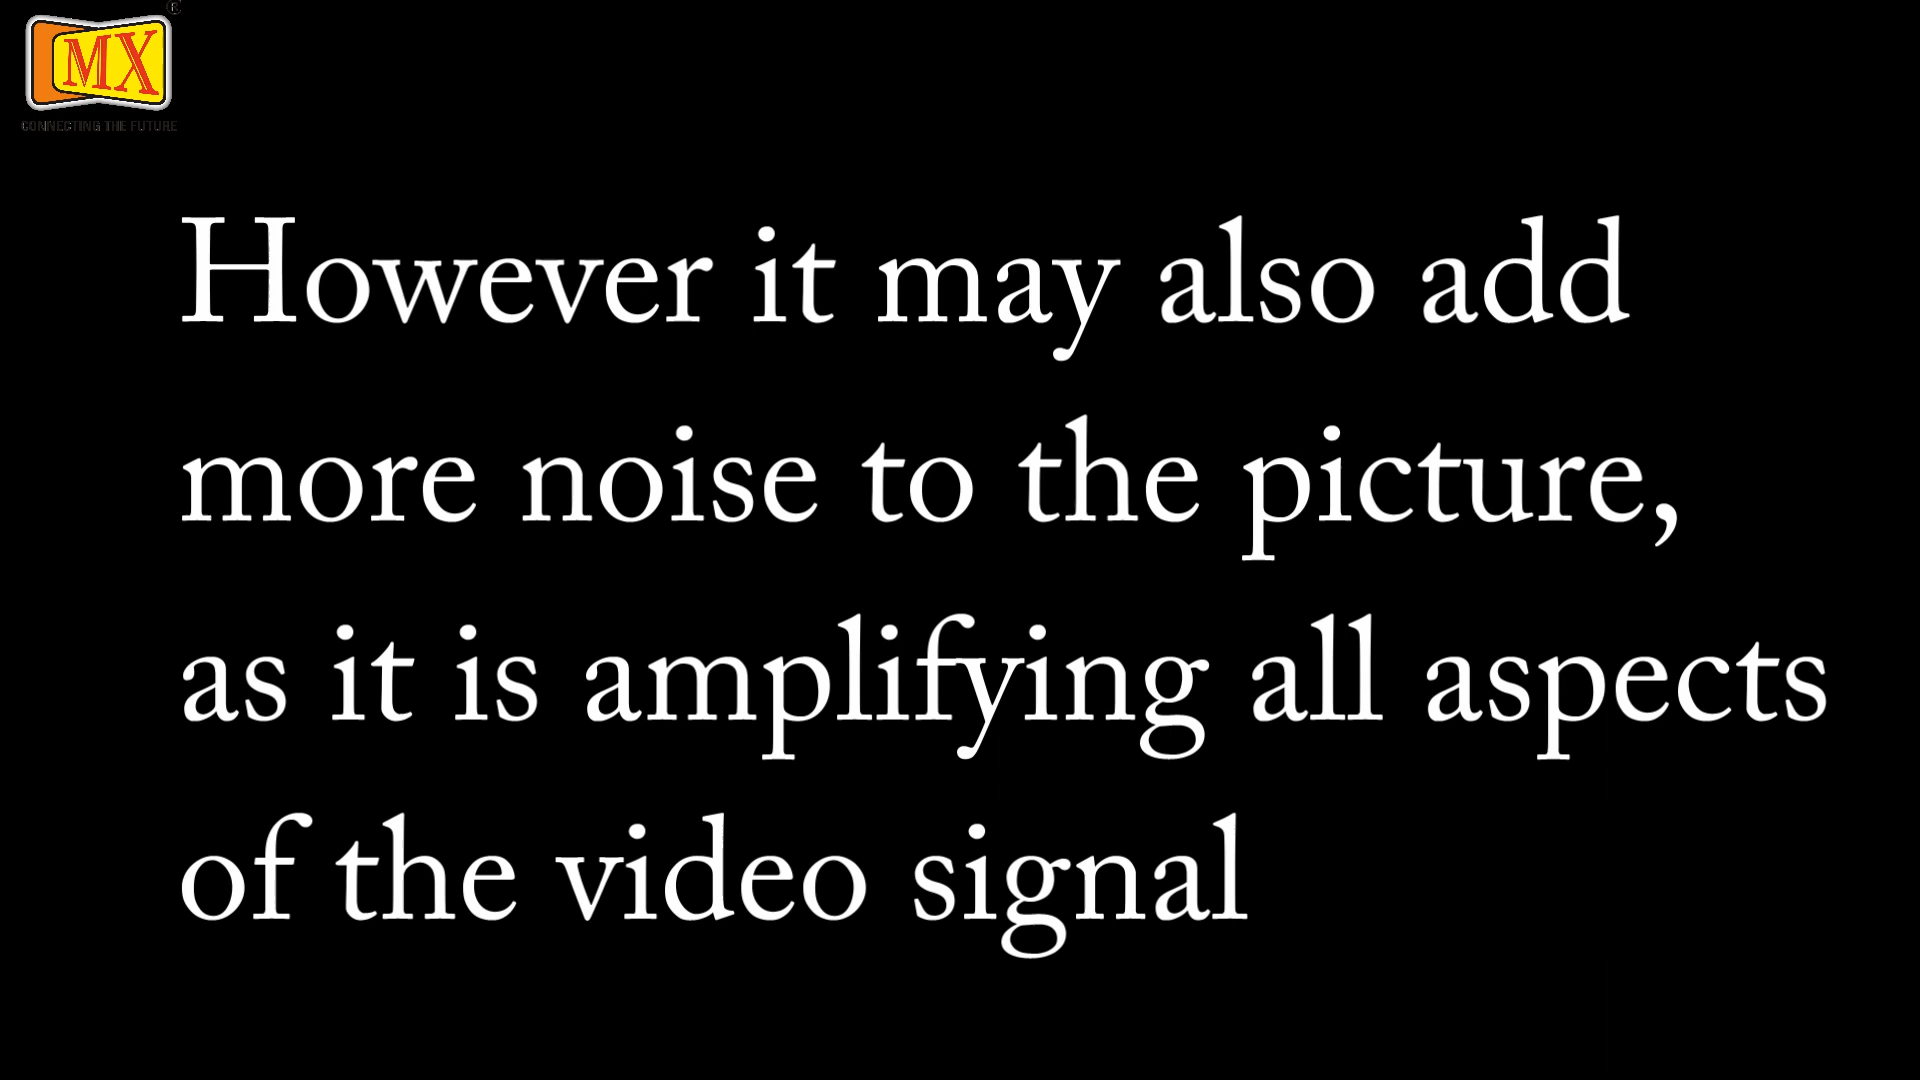 MX
®
CONNECTING THE FUTURE
However it may also add
more noise to the picture,
as it is amplifying all aspects
of the video signal